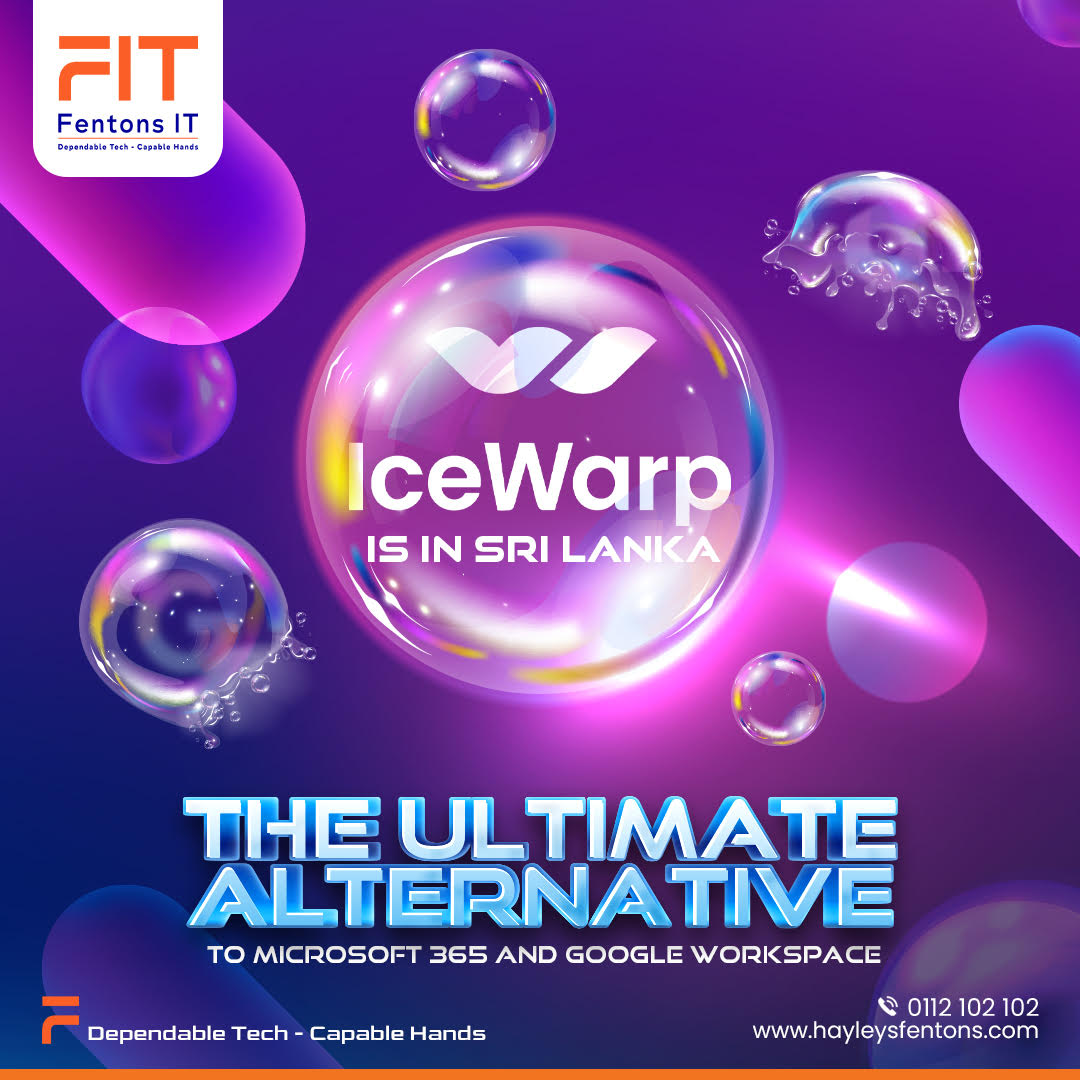 FIT
Fentons IT
Dependable Tech - Capable Hands
IceWarp
IS IN SRI LANKA
G
THE ULTIMATE
ALTERNATIVE
TO MICROSOFT 365 AND GOOGLE WORKSPACE
0112 102 102
F Dependable Tech - Capable Hands
www.hayleysfentons.com